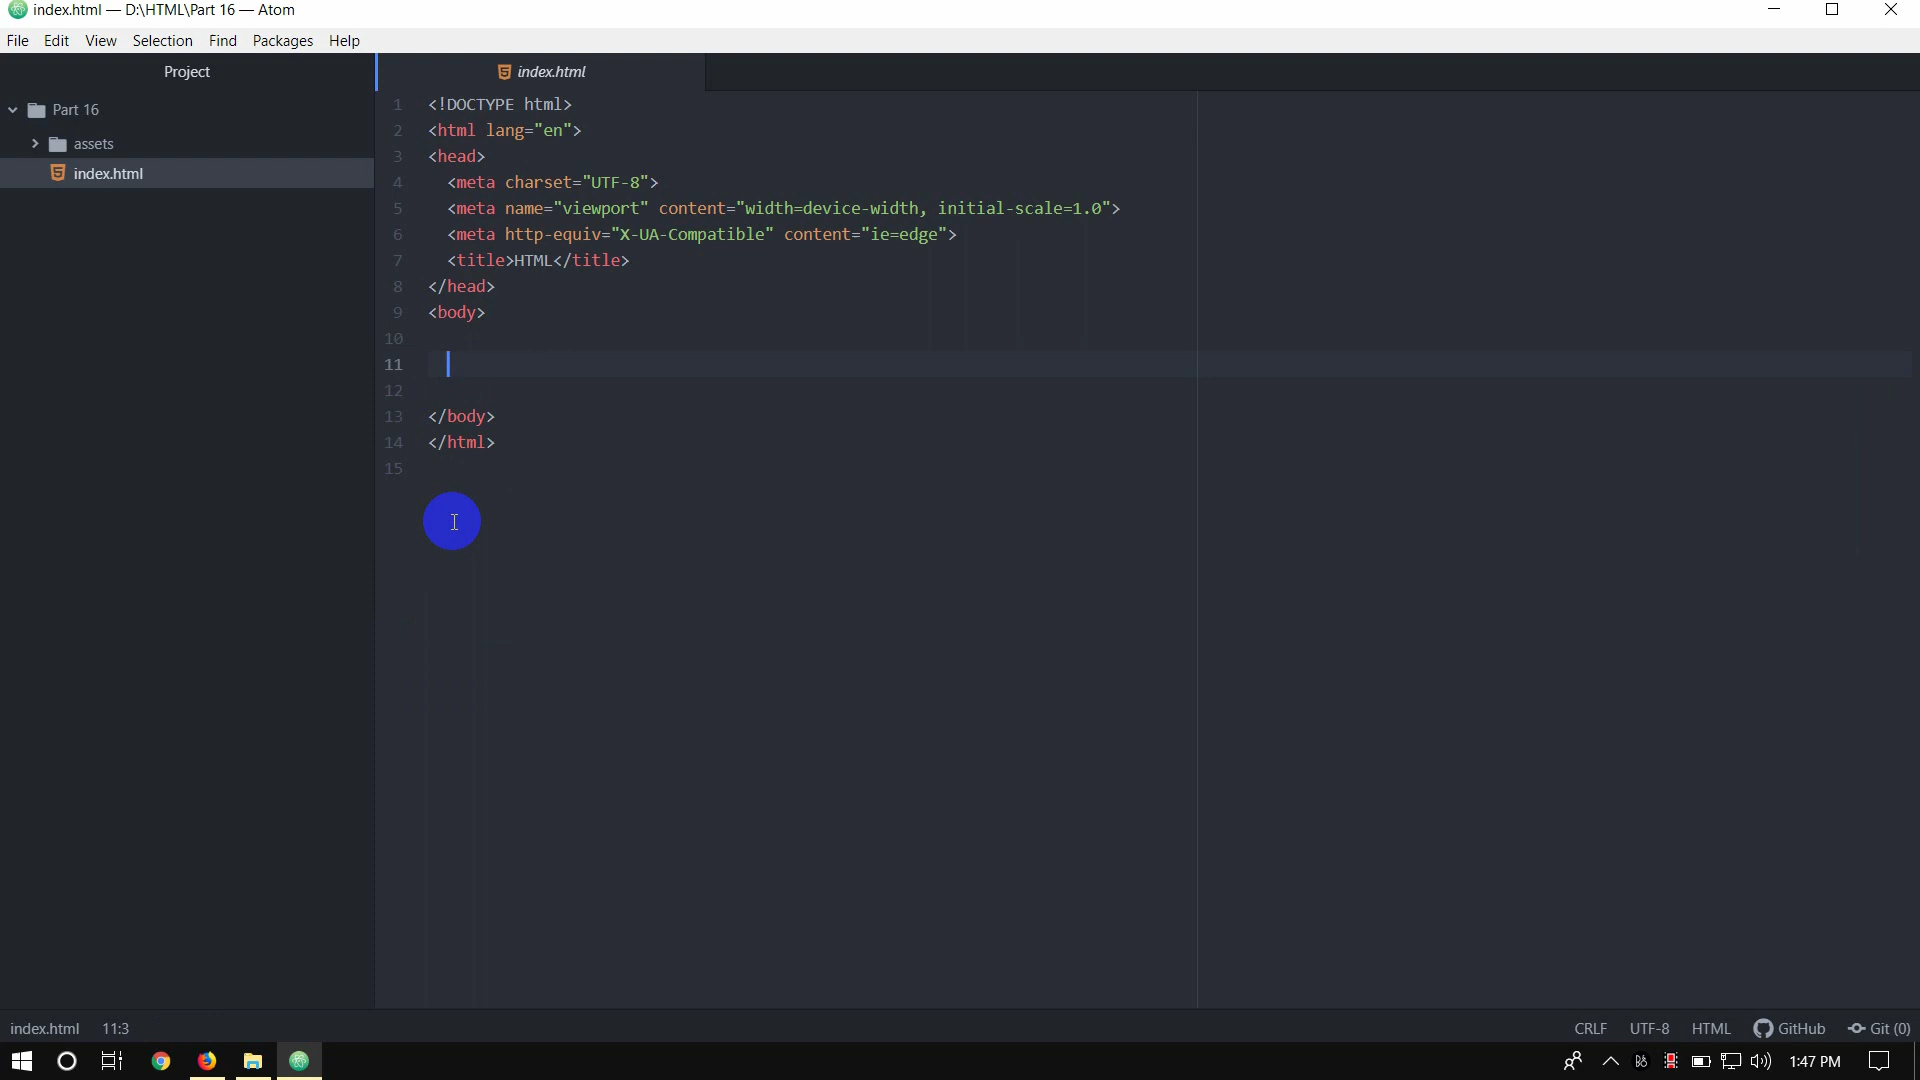 index.html — D:\HTML\Part 16 — Atom
File Edit View Selection Find Packages Help
Project
Part 16
assets
index.html
index.html
1 <!DOCTYPE html>
2 <html lang="en">
3 <head>
4 <meta charset="UTF-8">
5 <meta name="viewport" content="width=device-width, initial-scale=1.0">
6 <meta http-equiv="X-UA-Compatible" content="ie=edge">
7 <title>HTML</title>
8 </head>
9 <body>
10
11
12
13 </body>
14 </html>
15
index.html 11:3 CRLF UTF-8 HTML GitHub Git (0)
1:47 PM